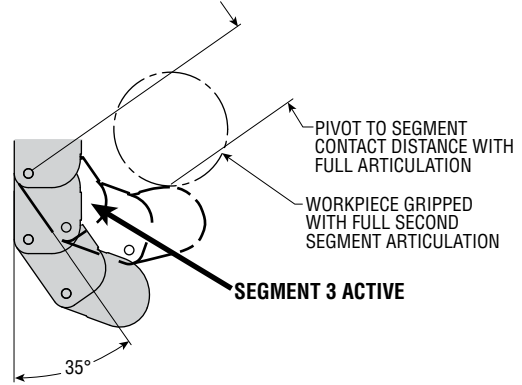 PIVOT TO SEGMENT
CONTACT DISTANCE WITH
FULL ARTICULATION
WORKPIECE GRIPPED
WITH FULL SECOND
SEGMENT ARTICULATION
SEGMENT 3 ACTIVE
35°